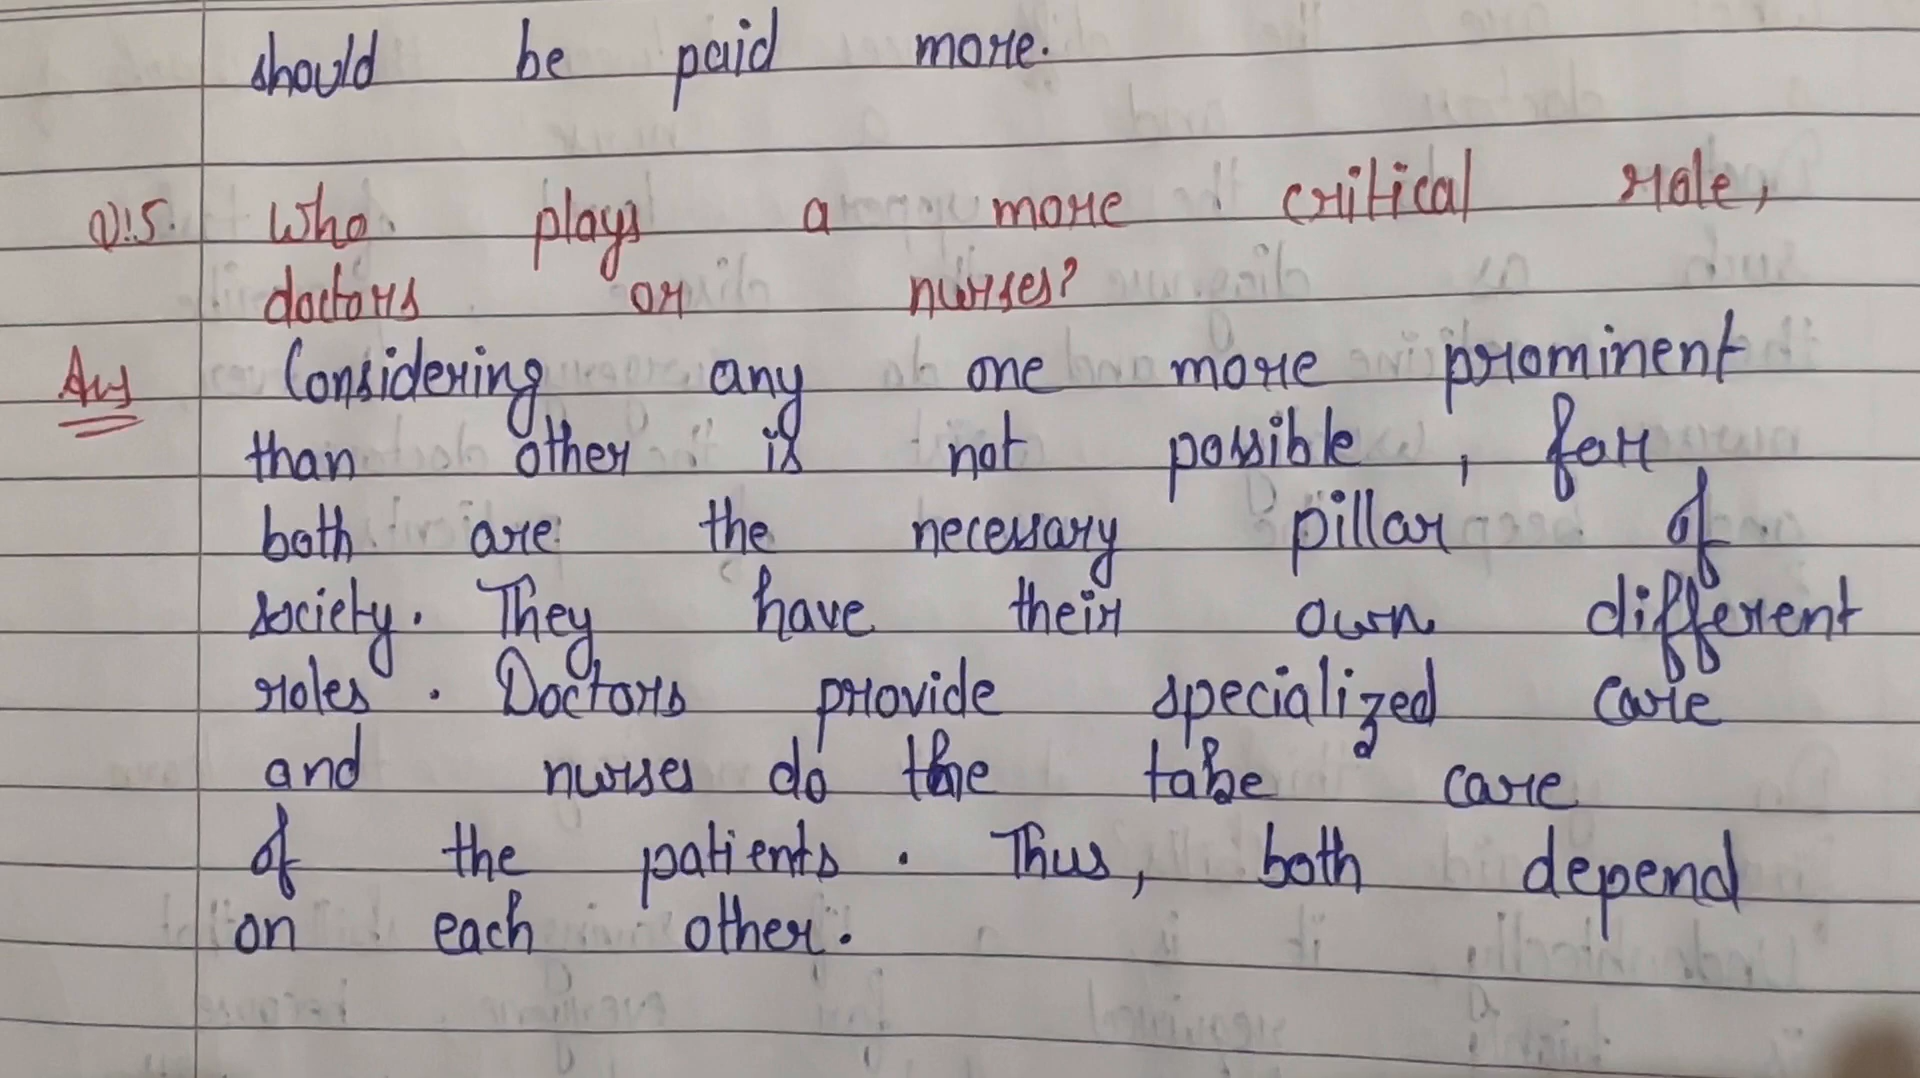 should be paid more.
Q.5. Who plays a more critical role,
doctors or nurses?
Ans Considering any one more prominent
than other is not possible, for
both are the necessary pillar of
society. They have their own different
roles. Doctors provide specialized care
and nurses do the take care
of the patients. Thus, both depend
on each other.